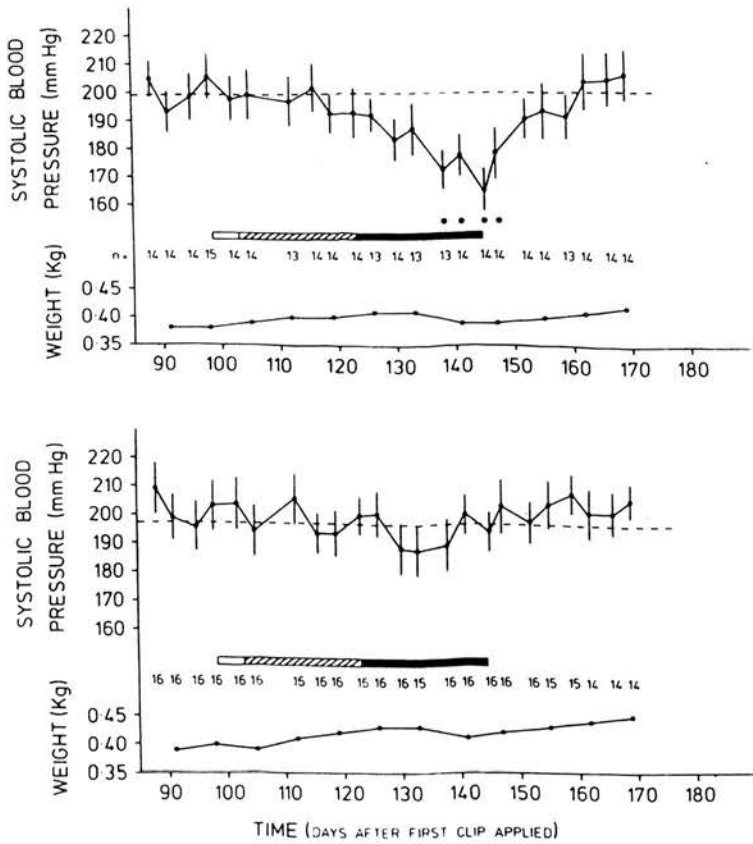 SYSTOLIC BLOOD
PRESSURE (mm Hg)
220
210
200
190
180
170
160
14 14 14 15 14 14 13 14 14 14 13 14 13 13 14 14 14 14 14 13 14 14 14
WEIGHT (Kg)
0·45
0·40
0·35
90 100 110 120 130 140 150 160 170 180
SYSTOLIC BLOOD
PRESSURE (mm Hg)
220
210
200
190
180
170
160
16 16 16 16 16 16 15 16 16 15 16 16 15 16 16 16 16 16 15 15 14 14 14
WEIGHT (Kg)
0·45
0·40
0·35
90 100 110 120 130 140 150 160 170 180
TIME (DAYS AFTER FIRST CLIP APPLIED)